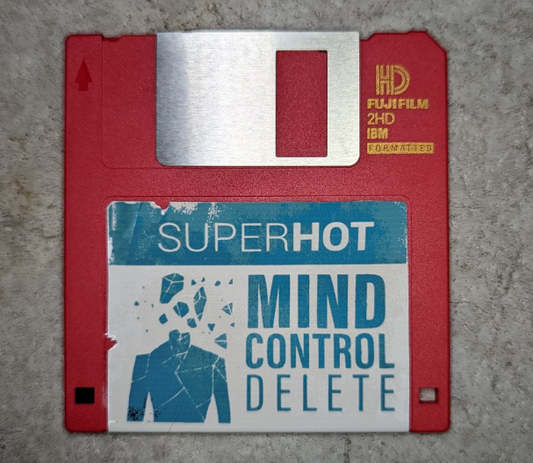 HD
FUJIFILM
2HD
IBM
FORMATTED
SUPERHOT
MIND
CONTROL
DELETE